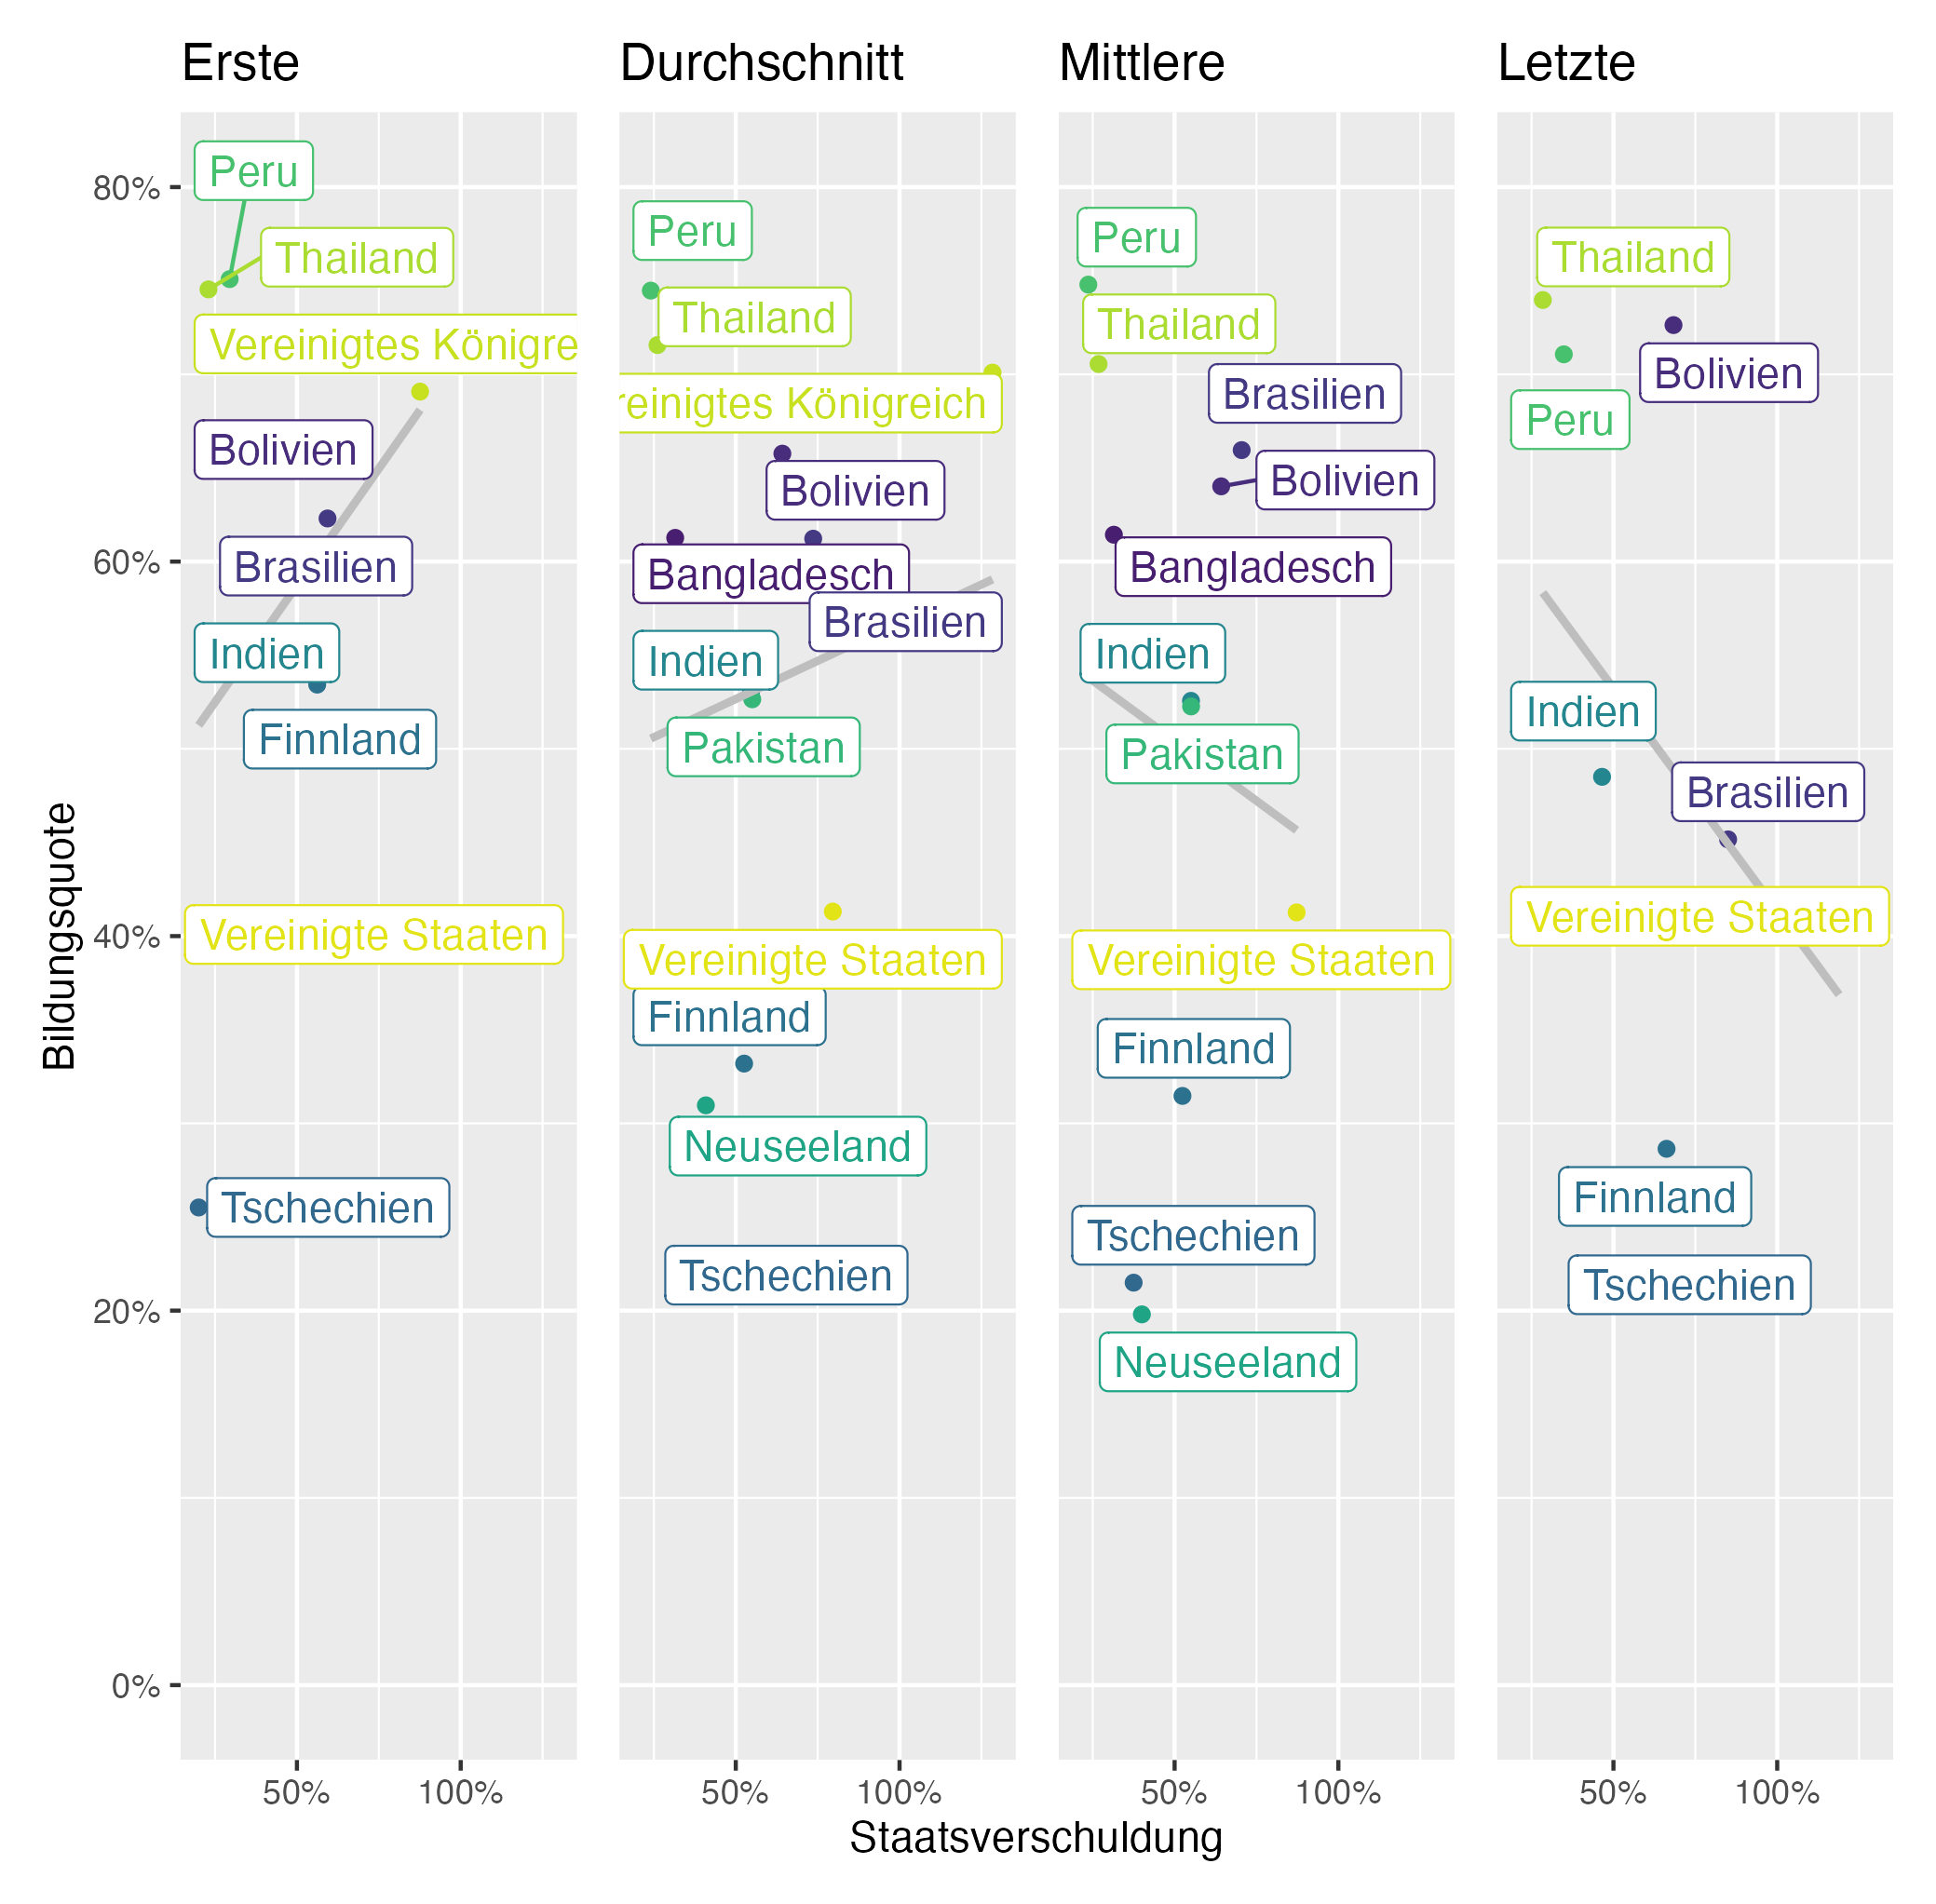 Erste
Durchschnitt
Mittlere
Letzte
Bildungsquote
80%
60%
40%
20%
0%
Peru
Thailand
Vereinigtes Königre
Bolivien
Brasilien
Indien
Finnland
Vereinigte Staaten
Tschechien
Peru
Thailand
reinigtes Königreich
Bolivien
Bangladesch
Brasilien
Indien
Pakistan
Vereinigte Staaten
Finnland
Neuseeland
Tschechien
Peru
Thailand
Brasilien
Bolivien
Bangladesch
Indien
Pakistan
Vereinigte Staaten
Finnland
Tschechien
Neuseeland
Thailand
Bolivien
Peru
Indien
Brasilien
Vereinigte Staaten
Finnland
Tschechien
50% 100%
50% 100%
50% 100%
50% 100%
Staatsverschuldung